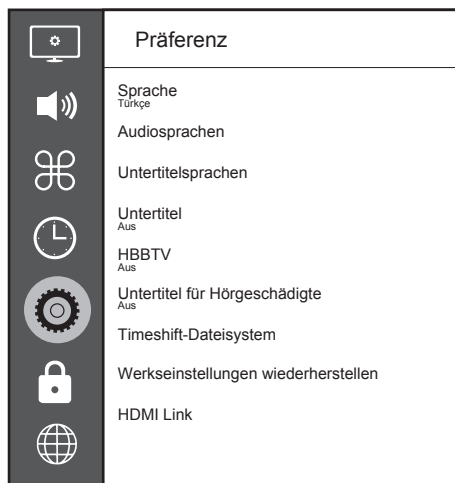 Präferenz
Sprache
Türkçe
Audiosprachen
Untertitelsprachen
Untertitel
Aus
HBBTV
Aus
Untertitel für Hörgeschädigte
Aus
Timeshift-Dateisystem
Werkseinstellungen wiederherstellen
HDMI Link